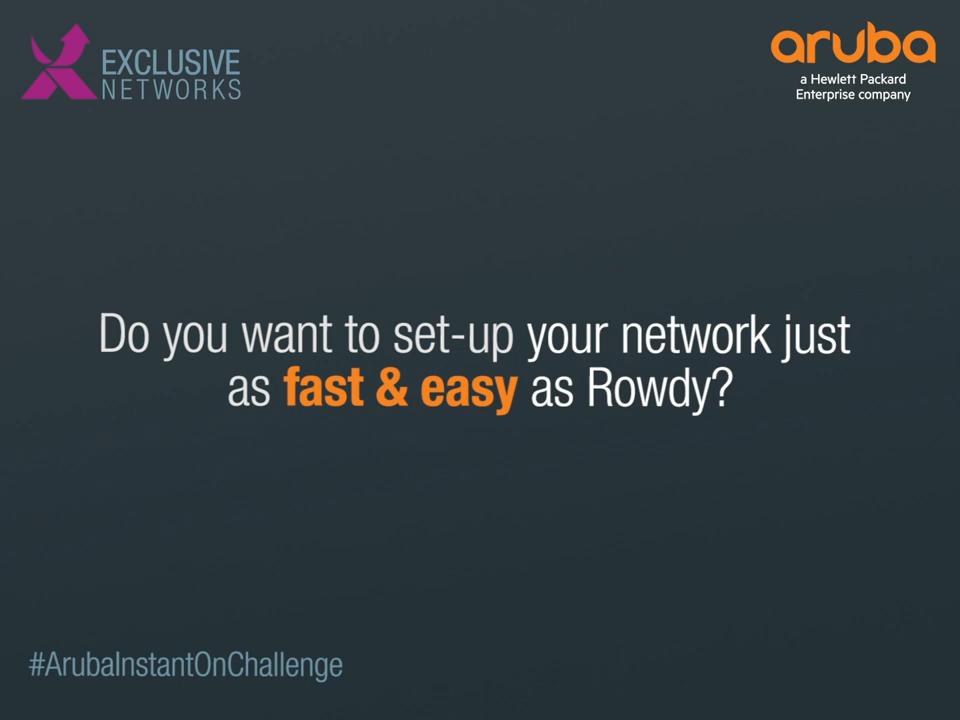 EXCLUSIVE
NETWORKS
aruba
a Hewlett Packard
Enterprise company
Do you want to set-up your network just
as fast & easy as Rowdy?
#ArubaInstantOnChallenge